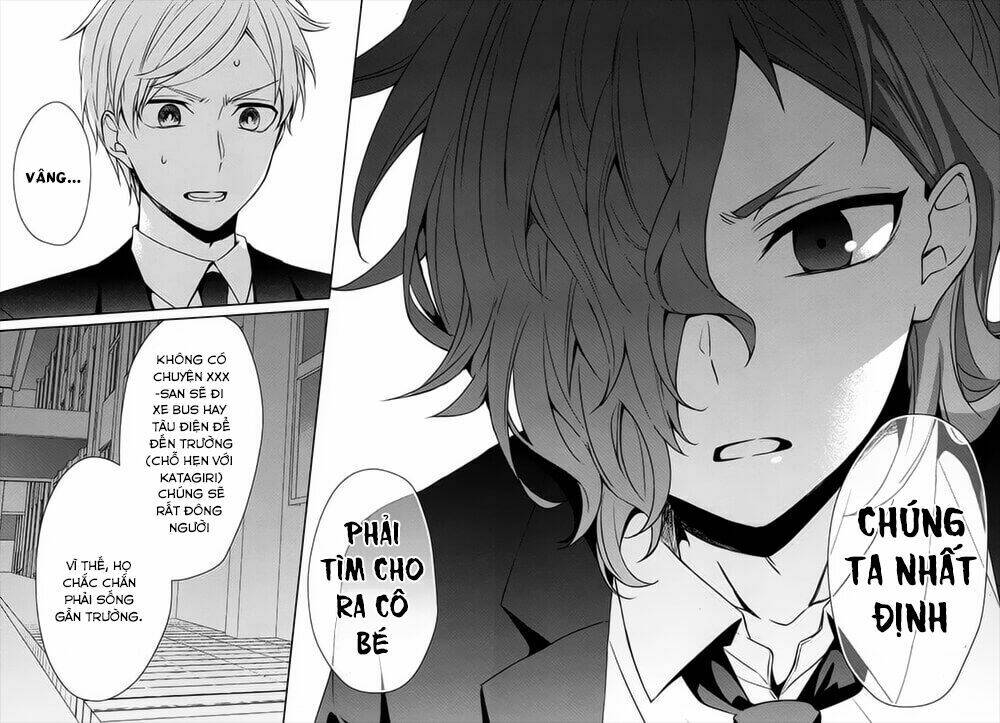 CHÚNG
TA NHẤT
ĐỊNH
PHẢI
TÌM CHO
RA CÔ
BÉ
VÂNG...
KHÔNG CÓ
CHUYỆN XXX
-SAN SẼ ĐI
XE BUS HAY
TÀU ĐIỆN ĐỂ
ĐẾN TRƯỜNG
(CHỖ HẸN VỚI
KATAGIRI)
CHÚNG SẼ
RẤT ĐÔNG
NGƯỜI
VÌ THẾ, HỌ
CHẮC CHẮN
PHẢI SỐNG
GẦN TRƯỜNG.